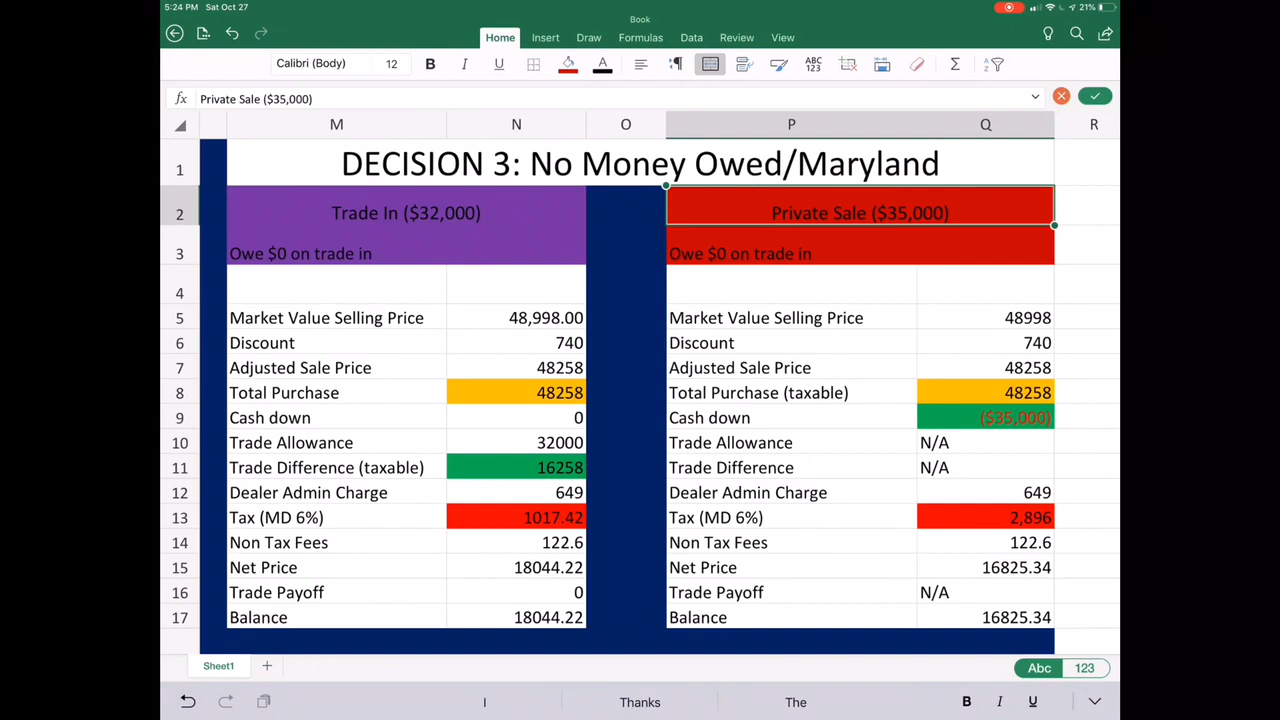 5:24 PM Sat Oct 27
21%
Book
Home Insert Draw Formulas Data Review View
Calibri (Body) 12 B I U A ABC 123 Σ A Z
fx Private Sale ($35,000)
M N O P Q R
1 DECISION 3: No Money Owed/Maryland
2 Trade In ($32,000) Private Sale ($35,000)
3 Owe $0 on trade in Owe $0 on trade in
4
5 Market Value Selling Price 48,998.00 Market Value Selling Price 48998
6 Discount 740 Discount 740
7 Adjusted Sale Price 48258 Adjusted Sale Price 48258
8 Total Purchase 48258 Total Purchase (taxable) 48258
9 Cash down 0 Cash down ($35,000)
10 Trade Allowance 32000 Trade Allowance N/A
11 Trade Difference (taxable) 16258 Trade Difference N/A
12 Dealer Admin Charge 649 Dealer Admin Charge 649
13 Tax (MD 6%) 1017.42 Tax (MD 6%) 2,896
14 Non Tax Fees 122.6 Non Tax Fees 122.6
15 Net Price 18044.22 Net Price 16825.34
16 Trade Payoff 0 Trade Payoff N/A
17 Balance 18044.22 Balance 16825.34
Sheet1 + Abc 123
I Thanks The B I U